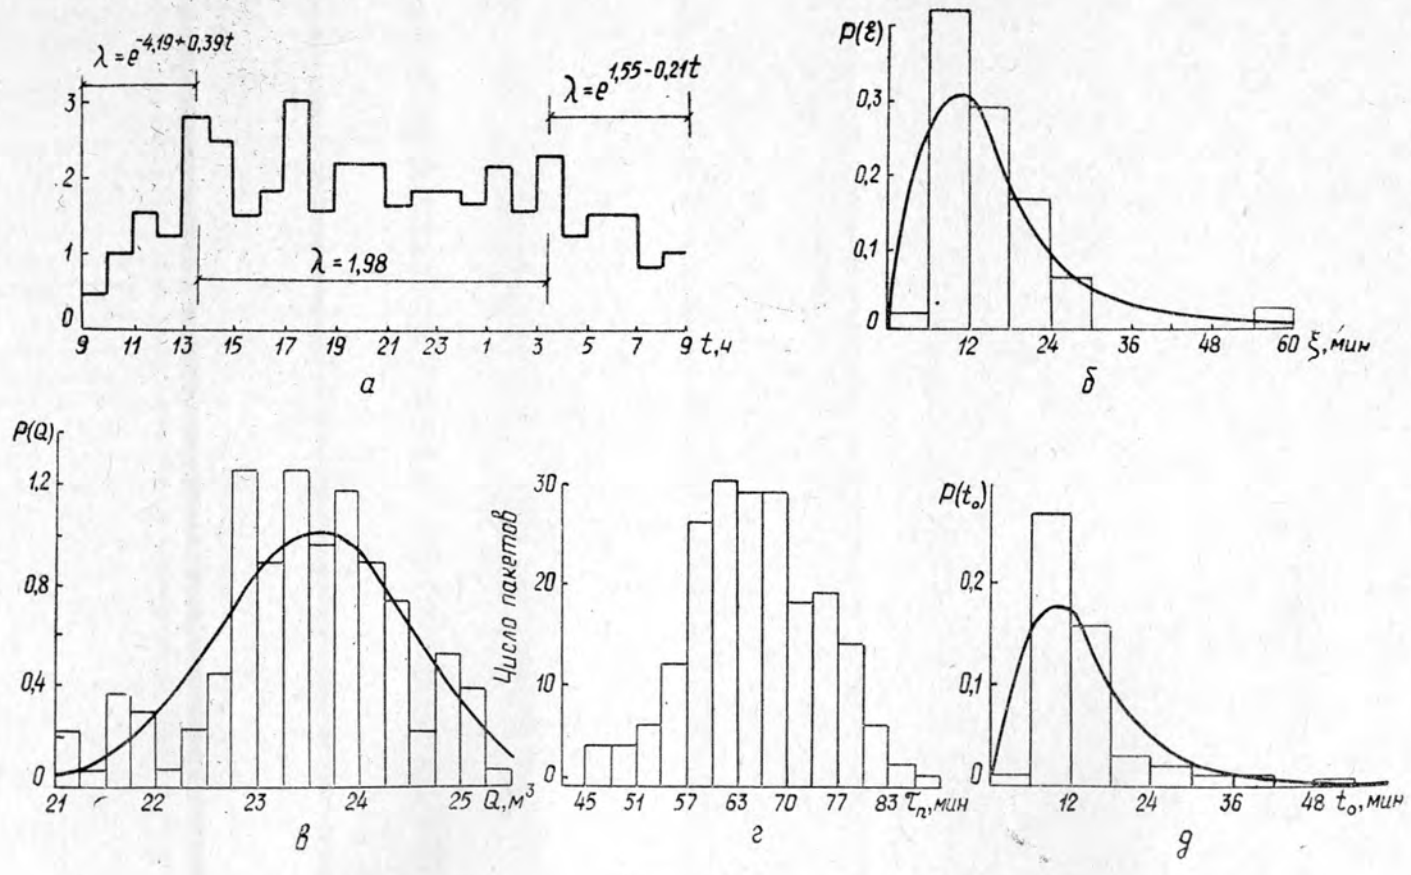 λ=e^-4,19+0,39t
λ=e^1,55-0,21t
3
2
1
0
λ=1,98
9 11 13 15 17 19 21 23 1 3 5 7 9 t,ч
а
P(ξ)
0,3
0,2
0,1
0
12 24 36 48 60 ξ,мин
б
P(Q)
1,2
0,8
0,4
0
21 22 23 24 25 Q,м³
в
Число пакетов
30
20
10
0
45 51 57 63 70 77 83 τп,мин
г
P(t₀)
0,2
0,1
0
12 24 36 48 t₀,мин
д